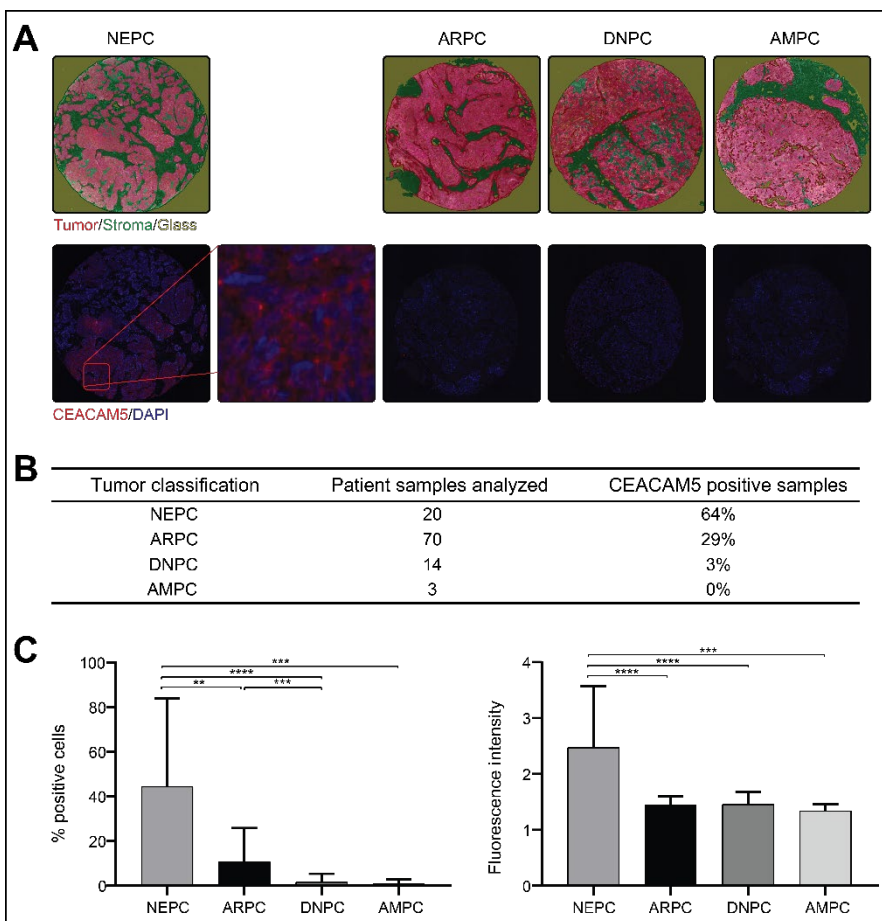 A
NEPC ARPC DNPC AMPC
Tumor/Stroma/Glass
CEACAM5/DAPI
B
Tumor classification Patient samples analyzed CEACAM5 positive samples
NEPC 20 64%
ARPC 70 29%
DNPC 14 3%
AMPC 3 0%
C
% positive cells
100
80
60
40
20
0
***
****
** ***
NEPC ARPC DNPC AMPC
Fluorescence intensity
4
3
2
1
0
***
****
****
NEPC ARPC DNPC AMPC